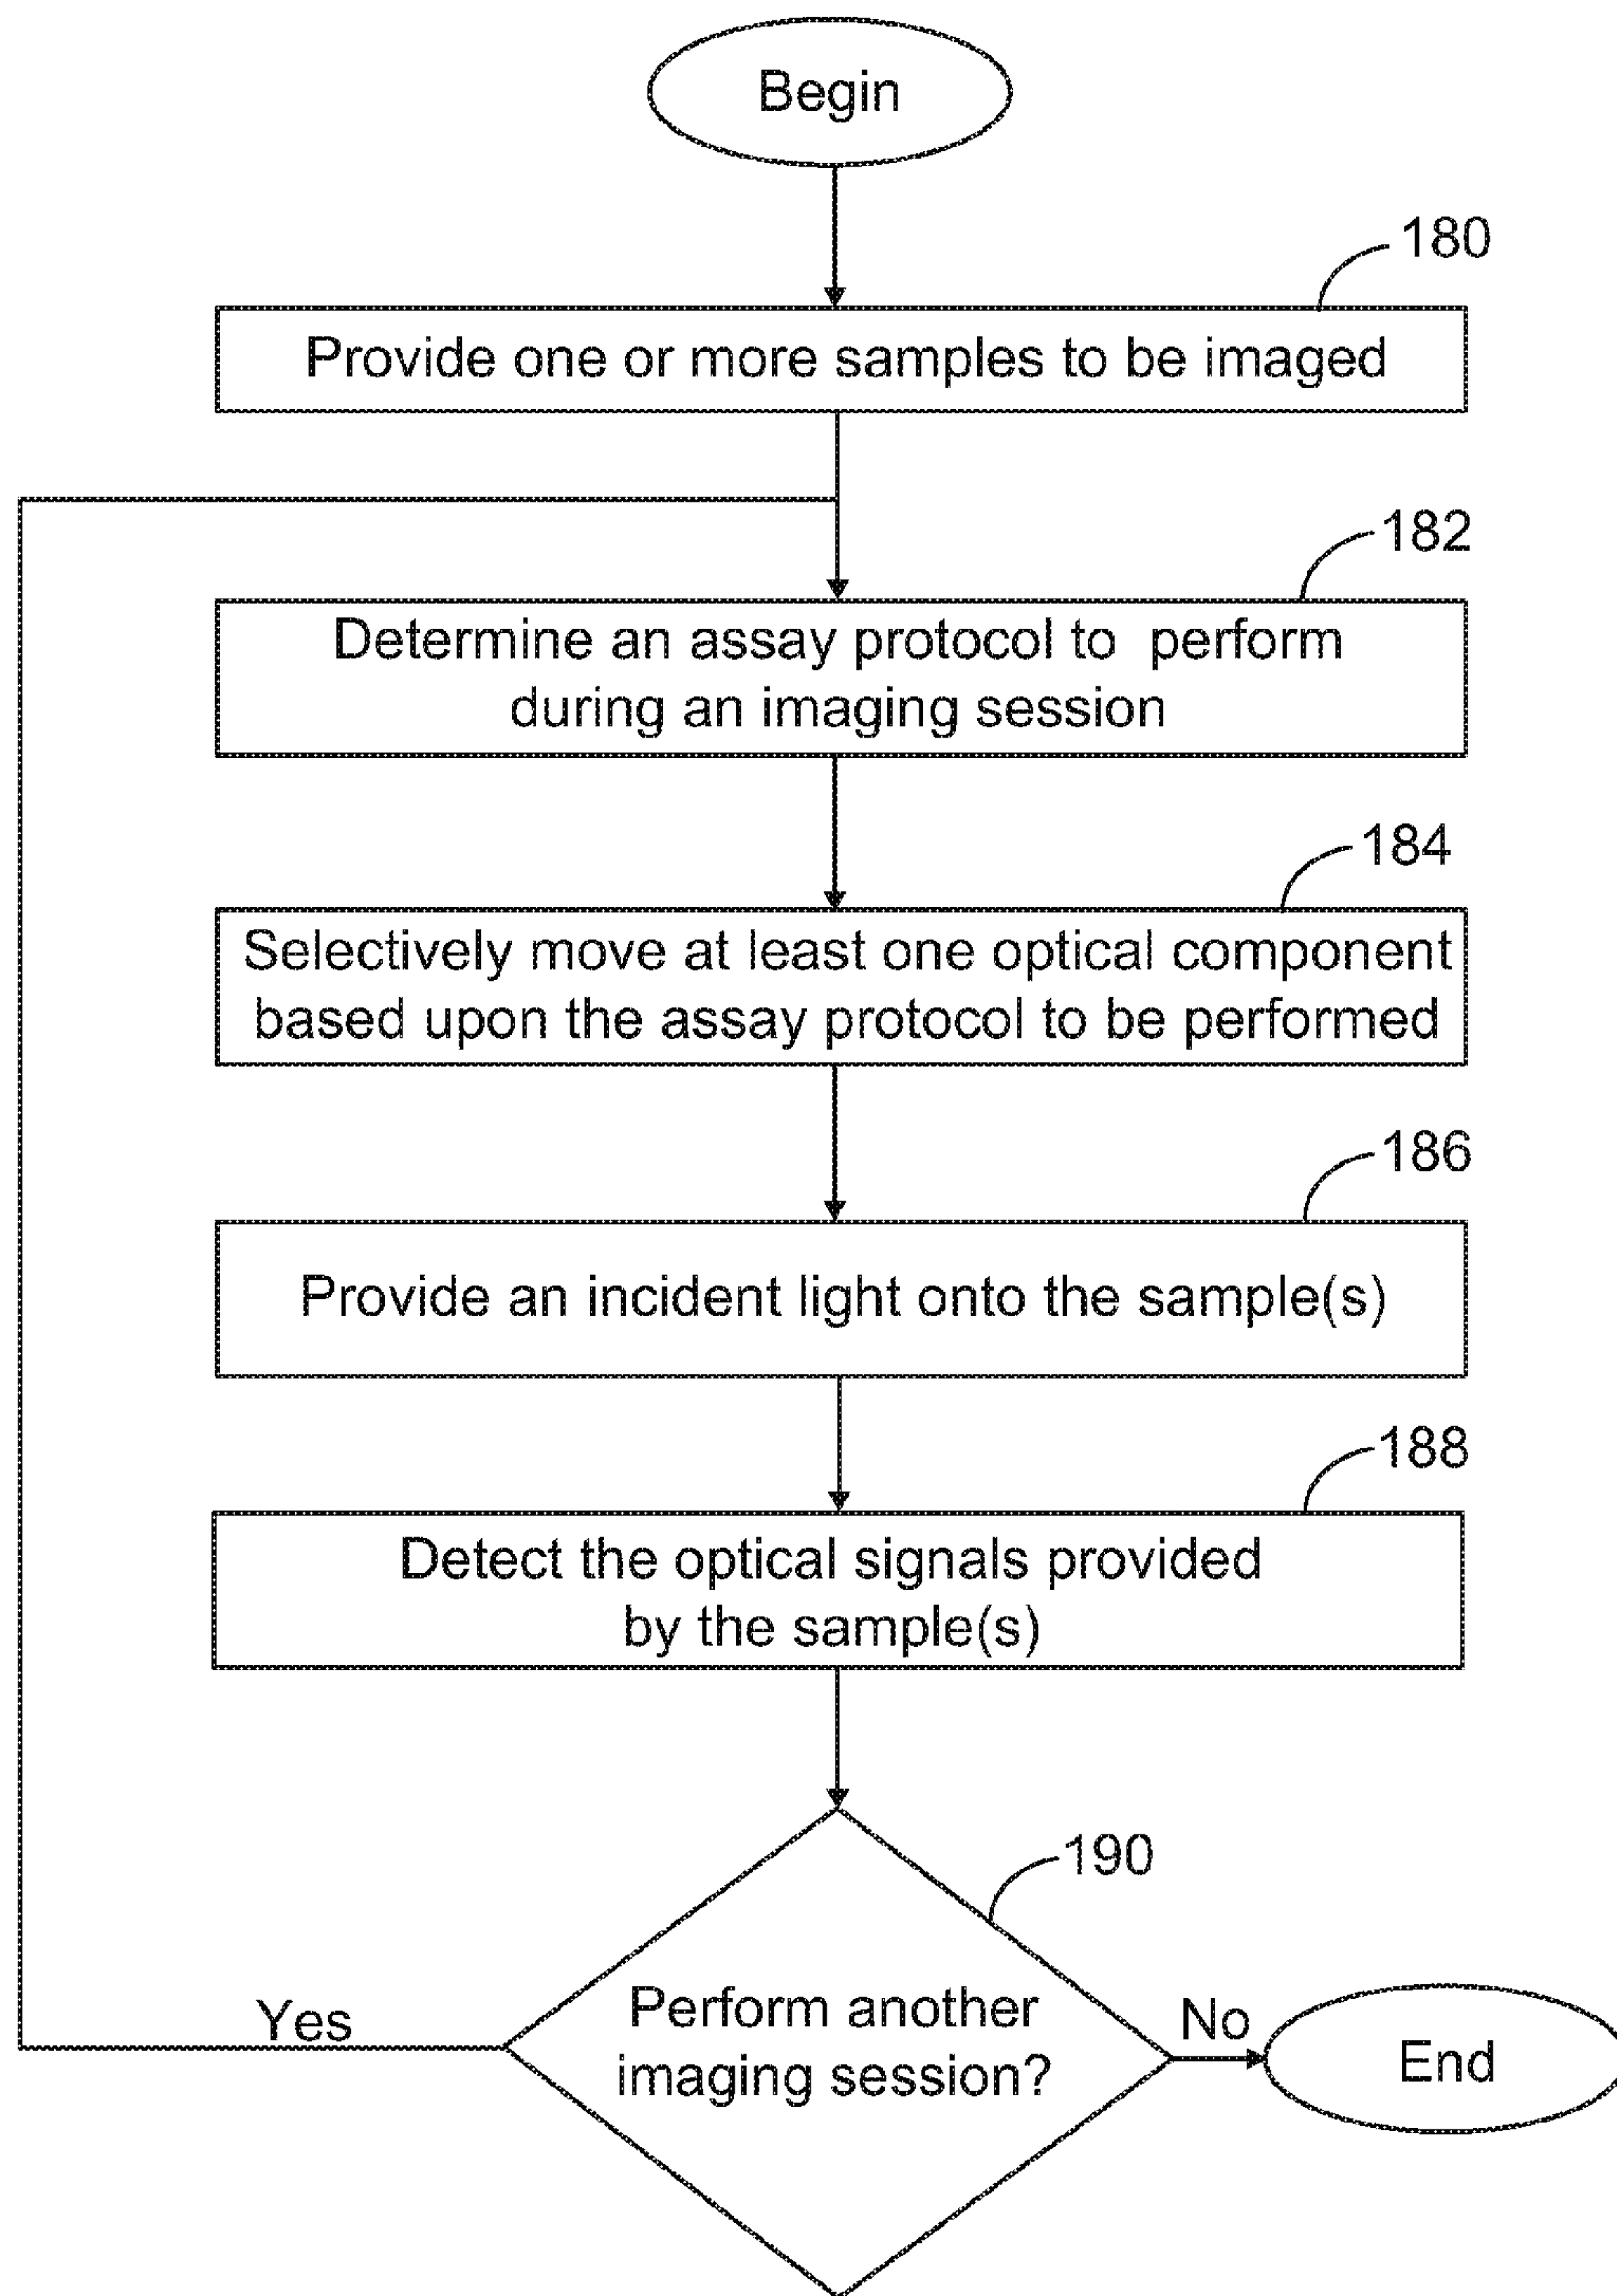 Begin
180
Provide one or more samples to be imaged
182
Determine an assay protocol to perform
during an imaging session
184
Selectively move at least one optical component
based upon the assay protocol to be performed
186
Provide an incident light onto the sample(s)
188
Detect the optical signals provided
by the sample(s)
190
Perform another
imaging session?
Yes
No
End